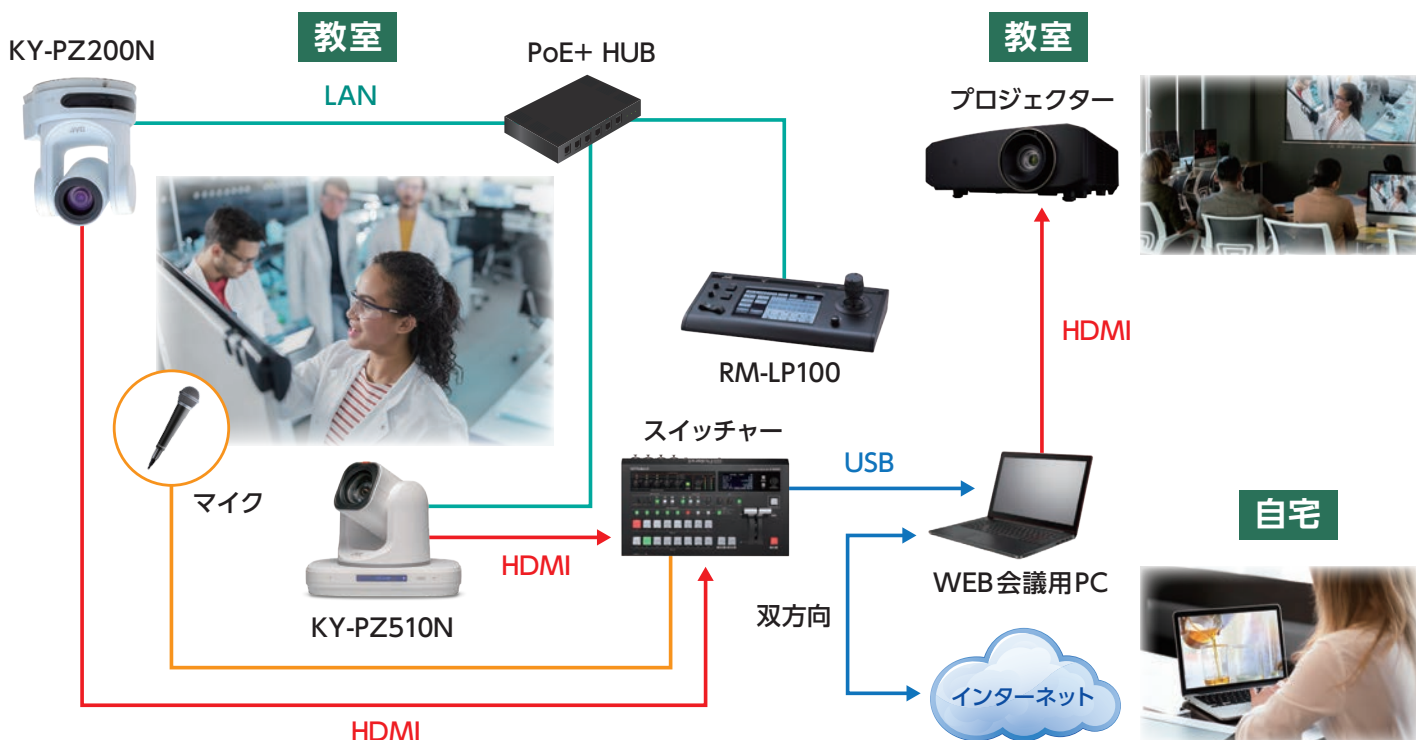 教室
KY-PZ200N
PoE+ HUB
LAN
JVC
RM-LP100
マイク
KY-PZ510N
HDMI
HDMI
スイッチャー
USB
教室
プロジェクター
HDMI
WEB会議用PC
双方向
インターネット
自宅